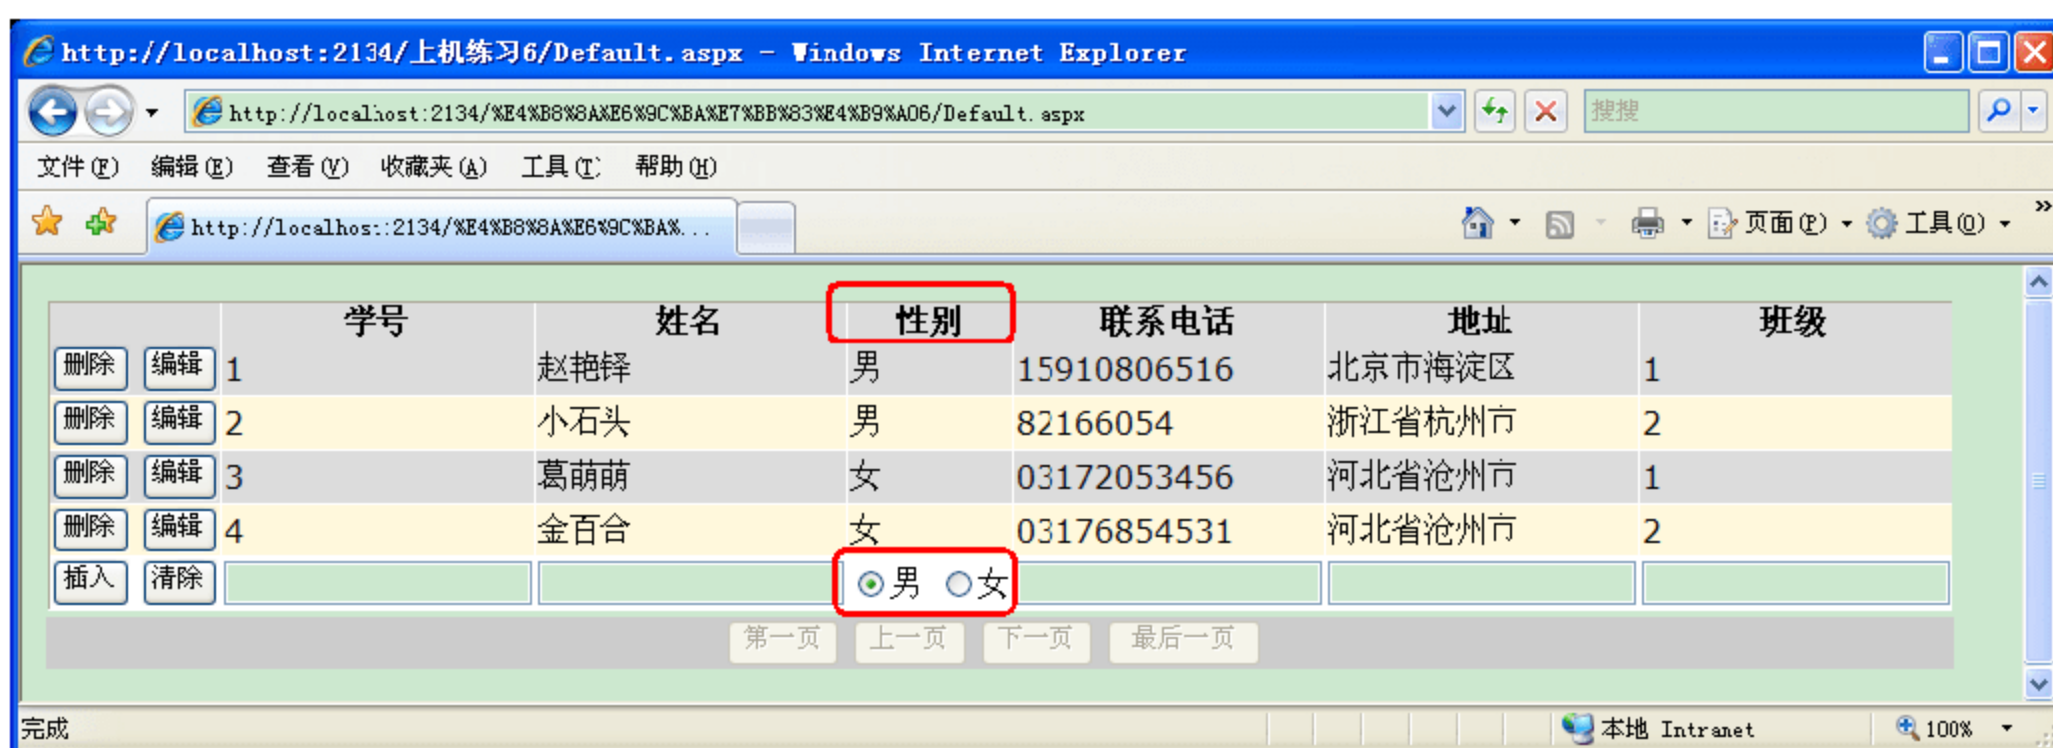 http://localhost:2134/上机练习6/Default.aspx - Windows Internet Explorer
http://localhost:2134/%E4%B8%8A%E6%9C%BA%E7%BB%83%E4%B9%A06/Default.aspx 搜搜
文件(F) 编辑(E) 查看(V) 收藏夹(A) 工具(T) 帮助(H)
http://localhost:2134/%E4%B8%8A%E6%9C%BA%... 页面(P) 工具(O) »
学号 姓名 性别 联系电话 地址 班级
删除 编辑 1 赵艳铎 男 15910806516 北京市海淀区 1
删除 编辑 2 小石头 男 82166054 浙江省杭州市 2
删除 编辑 3 葛萌萌 女 03172053456 河北省沧州市 1
删除 编辑 4 金百合 女 03176854531 河北省沧州市 2
插入 清除 男 女
第一页 上一页 下一页 最后一页
完成 本地 Intranet 100%